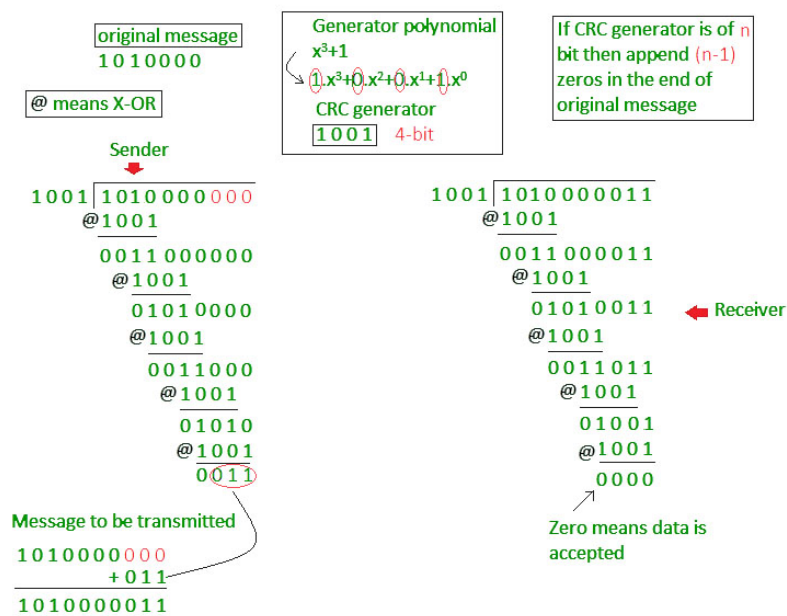 original message
1010000
@ means X-OR
Generator polynomial
x³+1
1.x³+0.x²+0.x¹+1.x⁰
CRC generator
1001 4-bit
If CRC generator is of n
bit then append (n-1)
zeros in the end of
original message
Sender
1001 1010000000
@1001
0011000000
@1001
01010000
@1001
0011000
@1001
01010
@1001
0011
Message to be transmitted
1010000000
+011
1010000011
1001 1010000011
@1001
0011000011
@1001
01010011
@1001
0011011
@1001
01001
@1001
0000
Receiver
Zero means data is
accepted